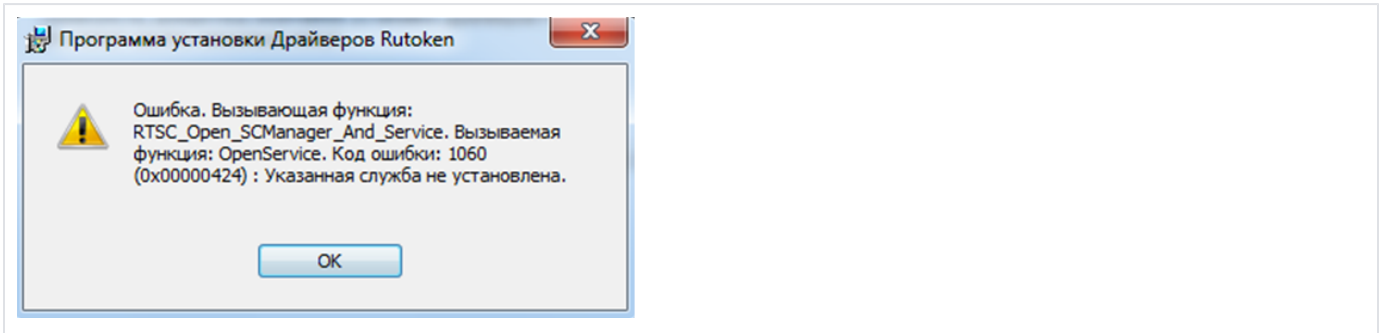 Программа установки Драйверов Rutoken
Ошибка. Вызывающая функция:
RTSC_Open_SCManager_And_Service. Вызываемая
функция: OpenService. Код ошибки: 1060
(0x00000424) : Указанная служба не установлена.
OK